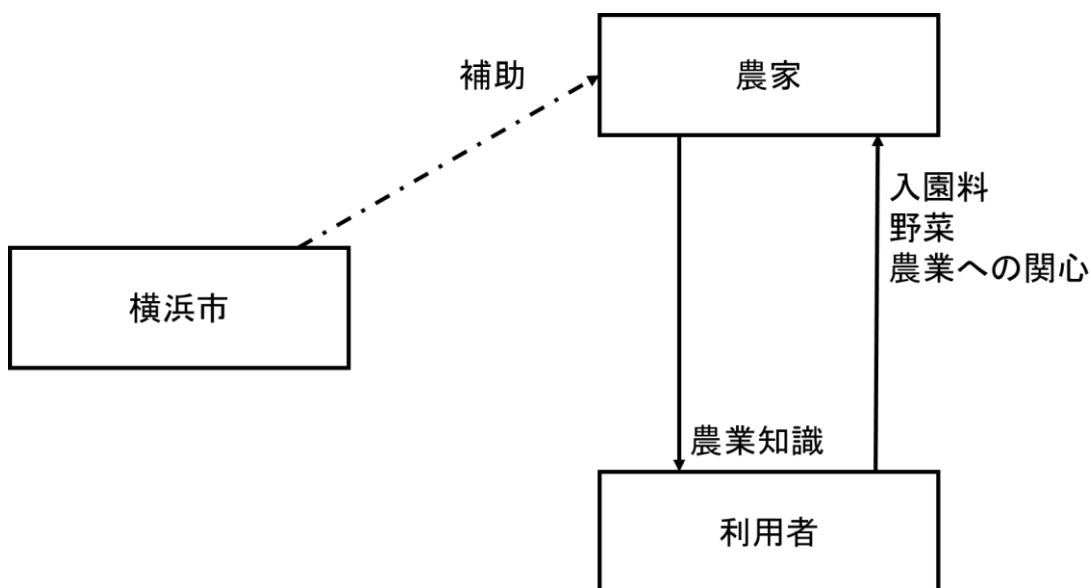 補助
農家
入園料
野菜
農業への関心
横浜市
農業知識
利用者